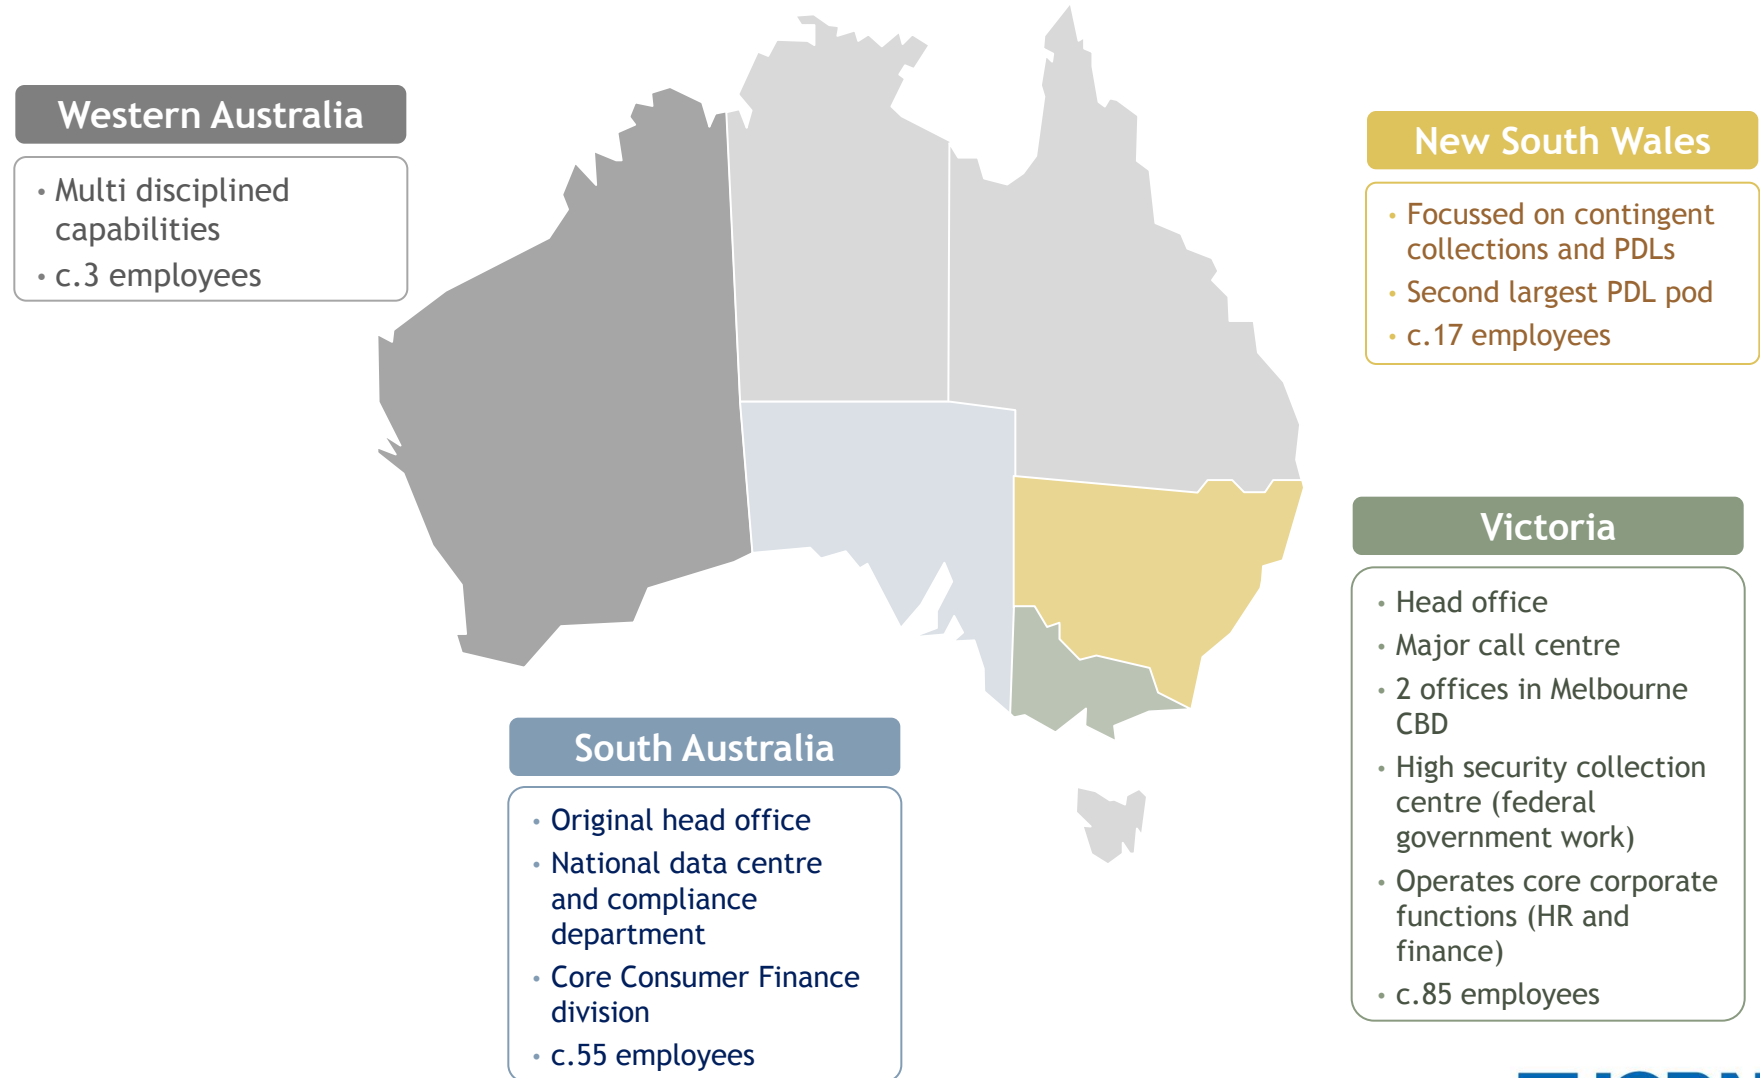 Western Australia
• Multi disciplined
capabilities
• c.3 employees
New South Wales
• Focussed on contingent
collections and PDLs
• Second largest PDL pod
• c.17 employees
Victoria
• Head office
• Major call centre
• 2 offices in Melbourne
CBD
• High security collection
centre (federal
government work)
• Operates core corporate
functions (HR and
finance)
• c.85 employees
South Australia
• Original head office
• National data centre
and compliance
department
• Core Consumer Finance
division
• c.55 employees